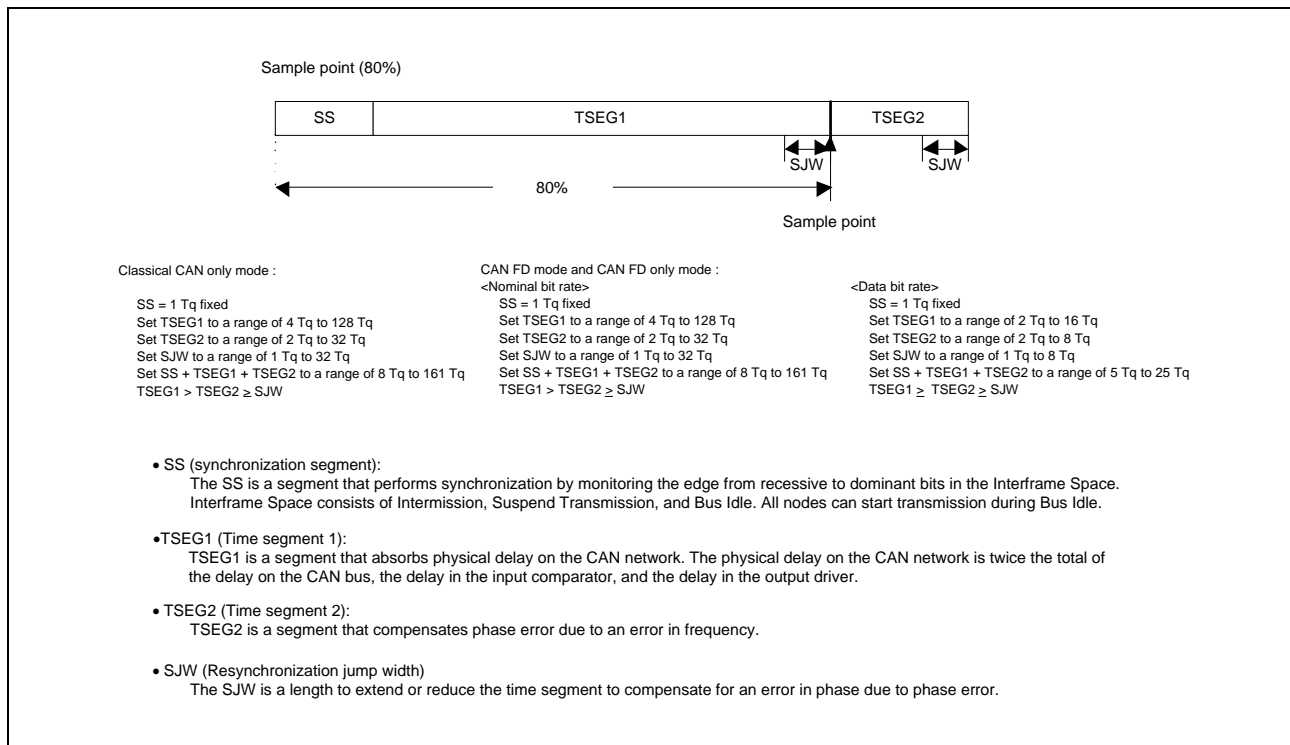 Sample point (80%)
SS TSEG1 TSEG2
SJW SJW
80%
Sample point
Classical CAN only mode :
SS = 1 Tq fixed
Set TSEG1 to a range of 4 Tq to 128 Tq
Set TSEG2 to a range of 2 Tq to 32 Tq
Set SJW to a range of 1 Tq to 32 Tq
Set SS + TSEG1 + TSEG2 to a range of 8 Tq to 161 Tq
TSEG1 > TSEG2 ≥ SJW
CAN FD mode and CAN FD only mode :
<Nominal bit rate>
SS = 1 Tq fixed
Set TSEG1 to a range of 4 Tq to 128 Tq
Set TSEG2 to a range of 2 Tq to 32 Tq
Set SJW to a range of 1 Tq to 32 Tq
Set SS + TSEG1 + TSEG2 to a range of 8 Tq to 161 Tq
TSEG1 > TSEG2 ≥ SJW
<Data bit rate>
SS = 1 Tq fixed
Set TSEG1 to a range of 2 Tq to 16 Tq
Set TSEG2 to a range of 2 Tq to 8 Tq
Set SJW to a range of 1 Tq to 8 Tq
Set SS + TSEG1 + TSEG2 to a range of 5 Tq to 25 Tq
TSEG1 ≥ TSEG2 ≥ SJW
• SS (synchronization segment):
The SS is a segment that performs synchronization by monitoring the edge from recessive to dominant bits in the Interframe Space.
Interframe Space consists of Intermission, Suspend Transmission, and Bus Idle. All nodes can start transmission during Bus Idle.
•TSEG1 (Time segment 1):
TSEG1 is a segment that absorbs physical delay on the CAN network. The physical delay on the CAN network is twice the total of
the delay on the CAN bus, the delay in the input comparator, and the delay in the output driver.
• TSEG2 (Time segment 2):
TSEG2 is a segment that compensates phase error due to an error in frequency.
• SJW (Resynchronization jump width)
The SJW is a length to extend or reduce the time segment to compensate for an error in phase due to phase error.